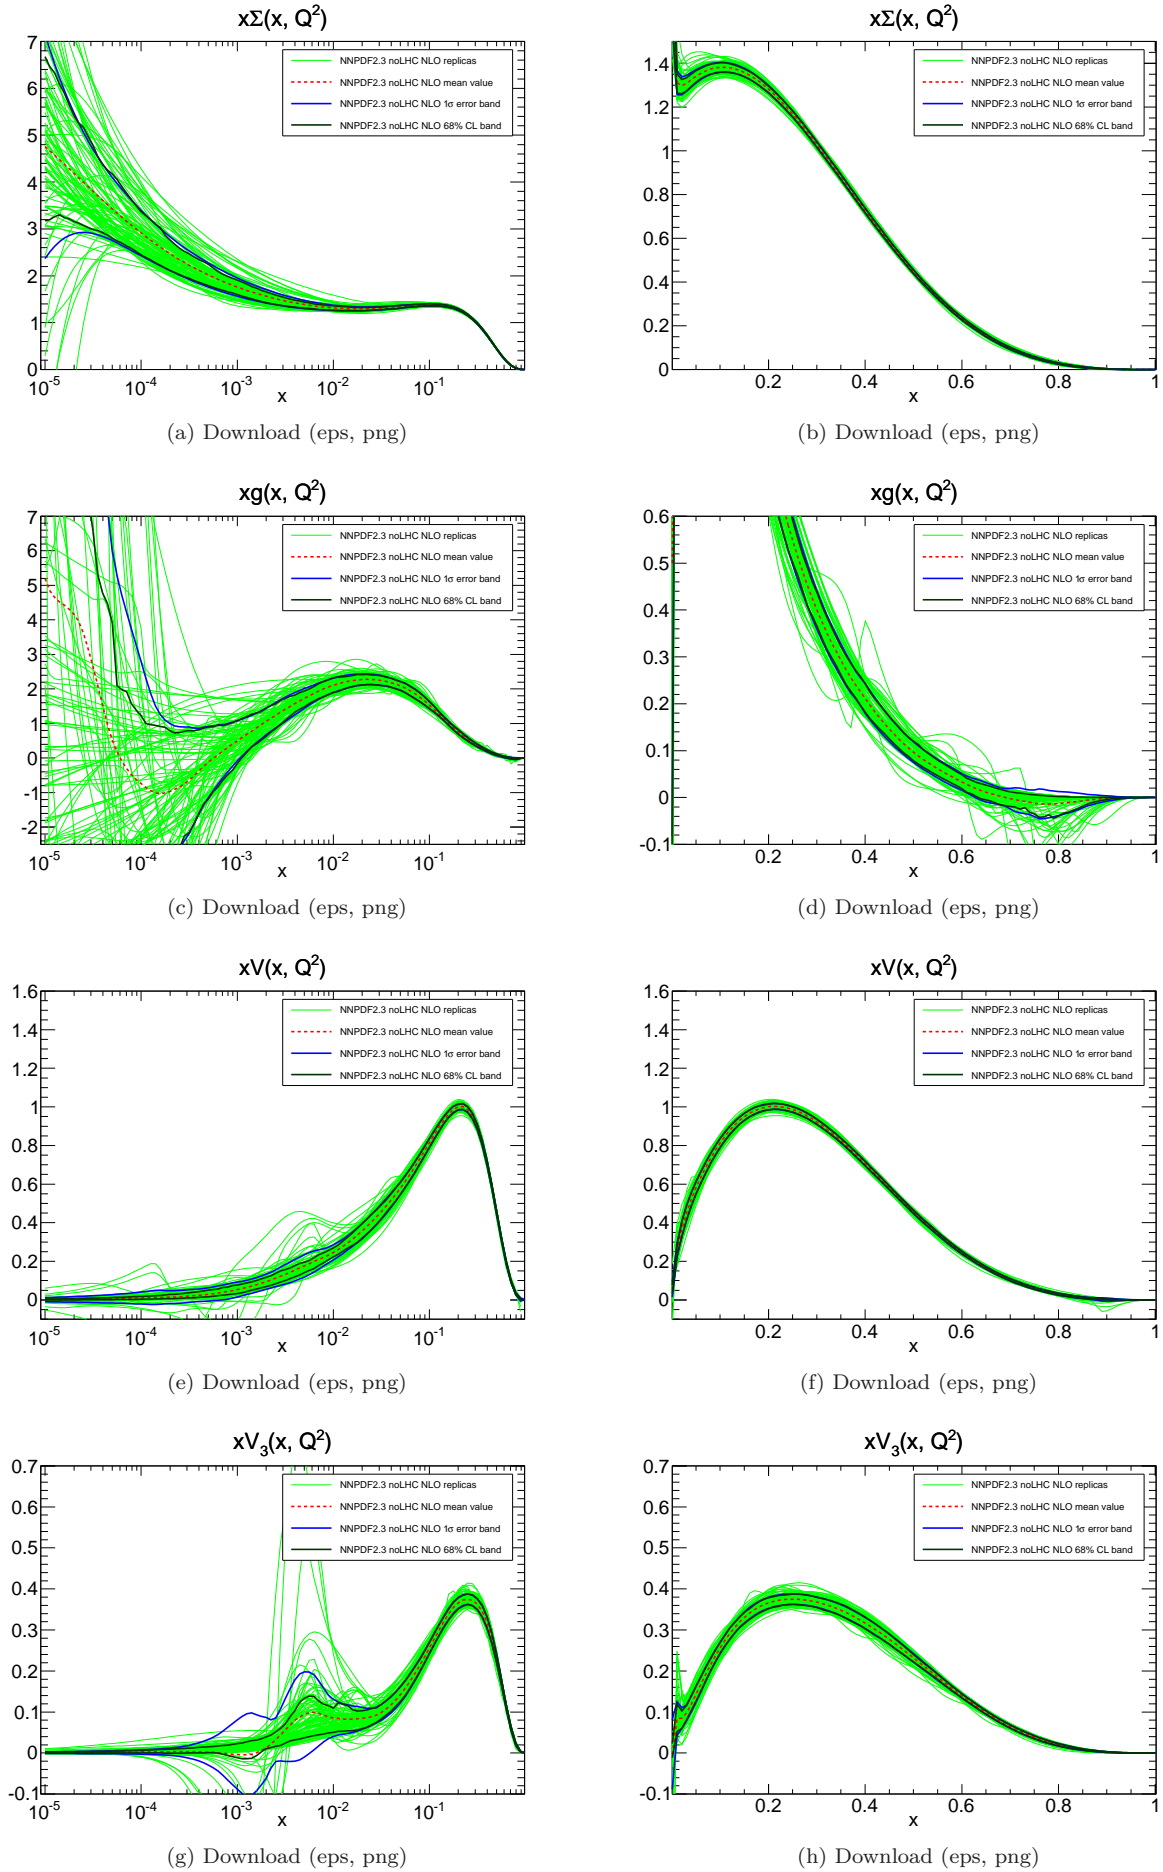 xΣ(x, Q²)
7
6
5
4
3
2
1
0
NNPDF2.3 noLHC NLO replicas
NNPDF2.3 noLHC NLO mean value
NNPDF2.3 noLHC NLO 1σ error band
NNPDF2.3 noLHC NLO 68% CL band
10⁻⁵ 10⁻⁴ 10⁻³ 10⁻² 10⁻¹
x
(a) Download (eps, png)
xΣ(x, Q²)
1.4
1.2
1
0.8
0.6
0.4
0.2
0
NNPDF2.3 noLHC NLO replicas
NNPDF2.3 noLHC NLO mean value
NNPDF2.3 noLHC NLO 1σ error band
NNPDF2.3 noLHC NLO 68% CL band
0.2 0.4 0.6 0.8 1
x
(b) Download (eps, png)
xg(x, Q²)
7
6
5
4
3
2
1
0
-1
-2
NNPDF2.3 noLHC NLO replicas
NNPDF2.3 noLHC NLO mean value
NNPDF2.3 noLHC NLO 1σ error band
NNPDF2.3 noLHC NLO 68% CL band
10⁻⁵ 10⁻⁴ 10⁻³ 10⁻² 10⁻¹
x
(c) Download (eps, png)
xg(x, Q²)
0.6
0.5
0.4
0.3
0.2
0.1
0
-0.1
NNPDF2.3 noLHC NLO replicas
NNPDF2.3 noLHC NLO mean value
NNPDF2.3 noLHC NLO 1σ error band
NNPDF2.3 noLHC NLO 68% CL band
0.2 0.4 0.6 0.8 1
x
(d) Download (eps, png)
xV(x, Q²)
1.6
1.4
1.2
1
0.8
0.6
0.4
0.2
0
NNPDF2.3 noLHC NLO replicas
NNPDF2.3 noLHC NLO mean value
NNPDF2.3 noLHC NLO 1σ error band
NNPDF2.3 noLHC NLO 68% CL band
10⁻⁵ 10⁻⁴ 10⁻³ 10⁻² 10⁻¹
x
(e) Download (eps, png)
xV(x, Q²)
1.6
1.4
1.2
1
0.8
0.6
0.4
0.2
0
NNPDF2.3 noLHC NLO replicas
NNPDF2.3 noLHC NLO mean value
NNPDF2.3 noLHC NLO 1σ error band
NNPDF2.3 noLHC NLO 68% CL band
0.2 0.4 0.6 0.8 1
x
(f) Download (eps, png)
xV₃(x, Q²)
0.7
0.6
0.5
0.4
0.3
0.2
0.1
0
-0.1
NNPDF2.3 noLHC NLO replicas
NNPDF2.3 noLHC NLO mean value
NNPDF2.3 noLHC NLO 1σ error band
NNPDF2.3 noLHC NLO 68% CL band
10⁻⁵ 10⁻⁴ 10⁻³ 10⁻² 10⁻¹
x
(g) Download (eps, png)
xV₃(x, Q²)
0.7
0.6
0.5
0.4
0.3
0.2
0.1
0
-0.1
NNPDF2.3 noLHC NLO replicas
NNPDF2.3 noLHC NLO mean value
NNPDF2.3 noLHC NLO 1σ error band
NNPDF2.3 noLHC NLO 68% CL band
0.2 0.4 0.6 0.8 1
x
(h) Download (eps, png)